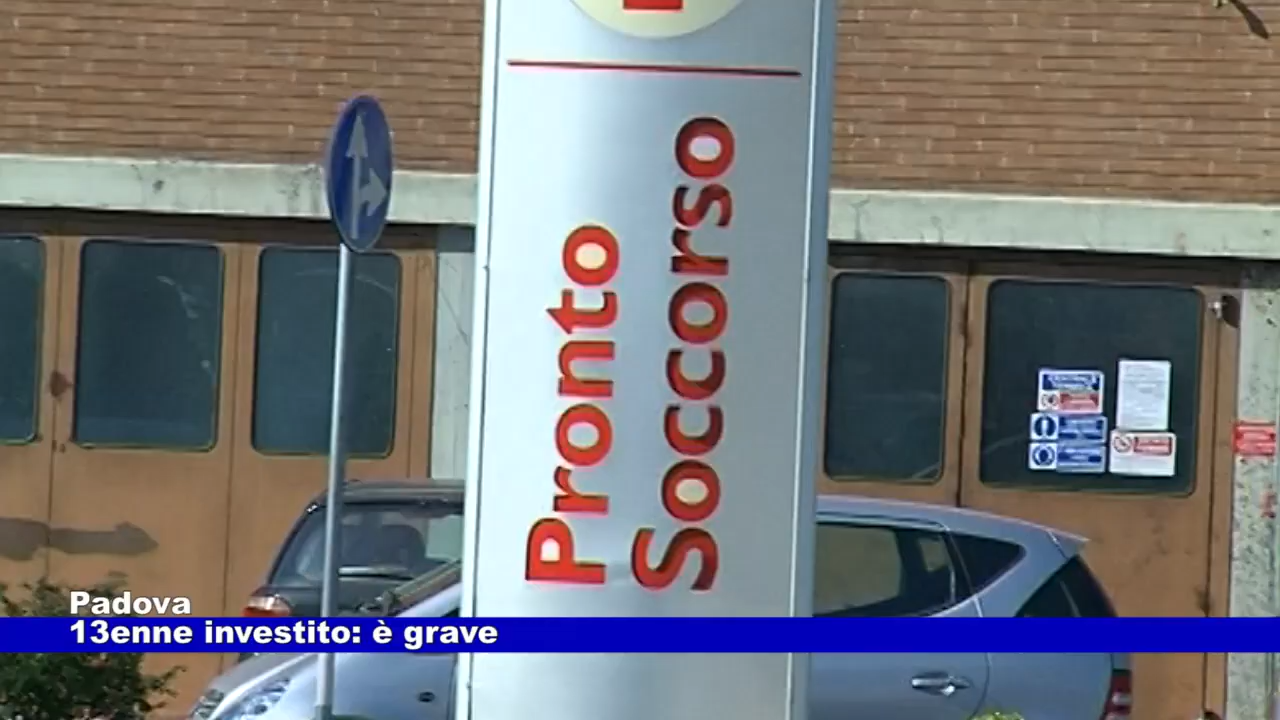 Pronto
Soccorso
Padova
13enne investito: è grave